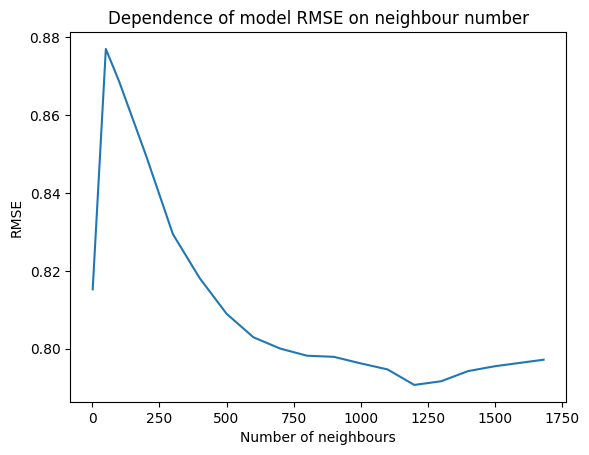 Dependence of model RMSE on neighbour number
0.88
0.86
0.84
0.82
0.80
RMSE
0 250 500 750 1000 1250 1500 1750
Number of neighbours